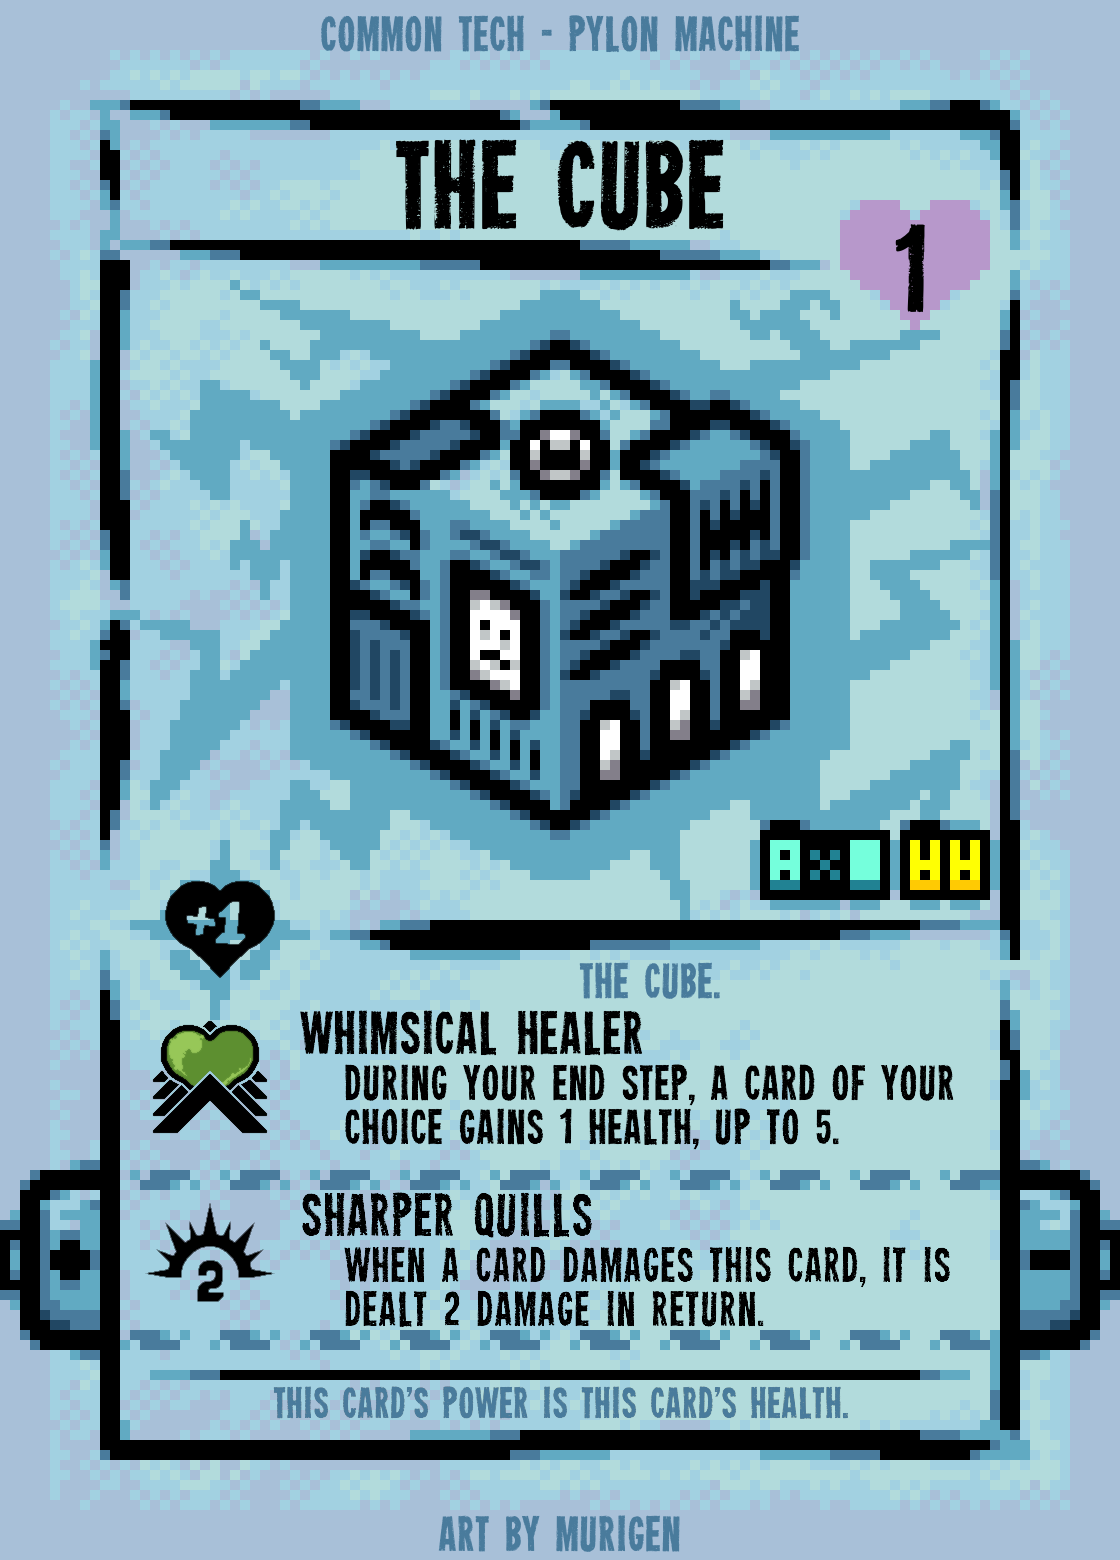 COMMON TECH - PYLON MACHINE
THE CUBE
1
+1
THE CUBE.
WHIMSICAL HEALER
DURING YOUR END STEP, A CARD OF YOUR
CHOICE GAINS 1 HEALTH, UP TO 5.
SHARPER QUILLS
2
WHEN A CARD DAMAGES THIS CARD, IT IS
DEALT 2 DAMAGE IN RETURN.
THIS CARD'S POWER IS THIS CARD'S HEALTH.
ART BY MURIGEN